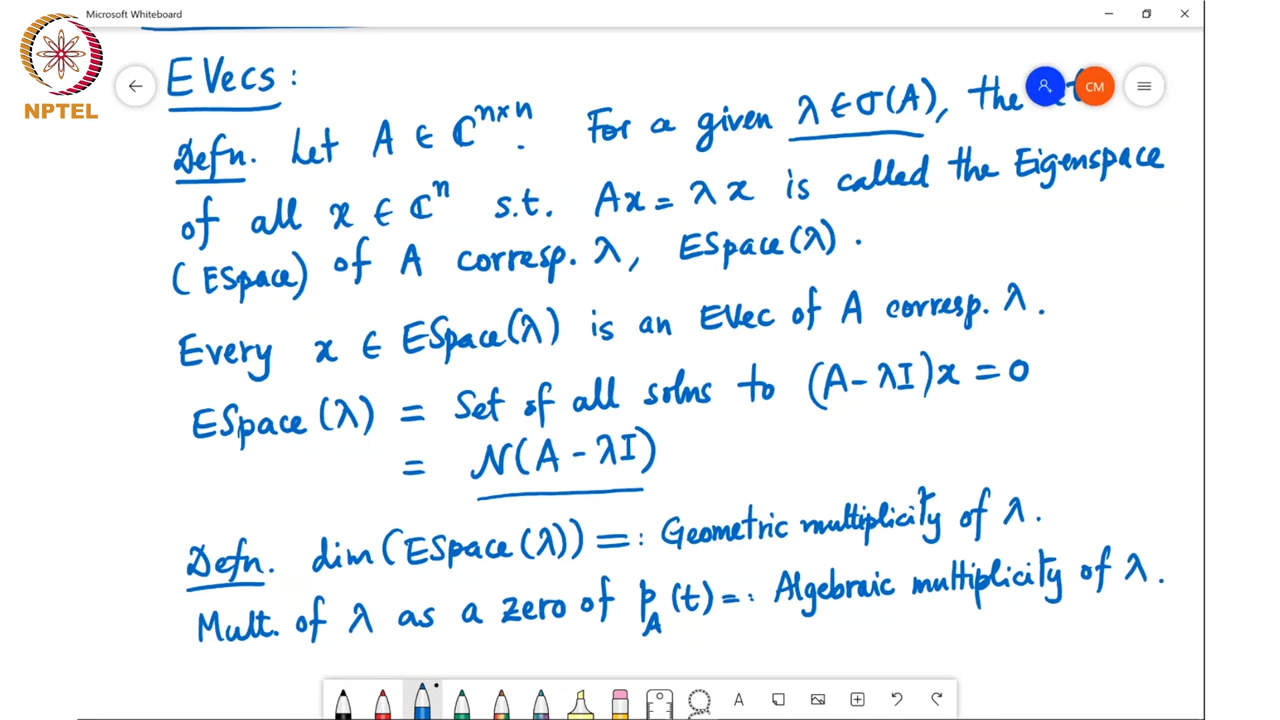 Microsoft Whiteboard
NPTEL
CM
EVecs :
Defn. Let A ∈ ℂ^{n×n}. For a given λ ∈ σ(A), the
of all x ∈ ℂ^n s.t. Ax = λx is called the Eigenspace
(ESpace) of A corresp. λ, ESpace(λ).
Every x ∈ ESpace(λ) is an EVec of A corresp. λ.
ESpace(λ) = Set of all solns to (A - λI)x = 0
= N(A - λI)
Defn. dim(ESpace(λ)) =: Geometric multiplicity of λ.
Mult. of λ as a zero of p_A(t) =: Algebraic multiplicity of λ.
A